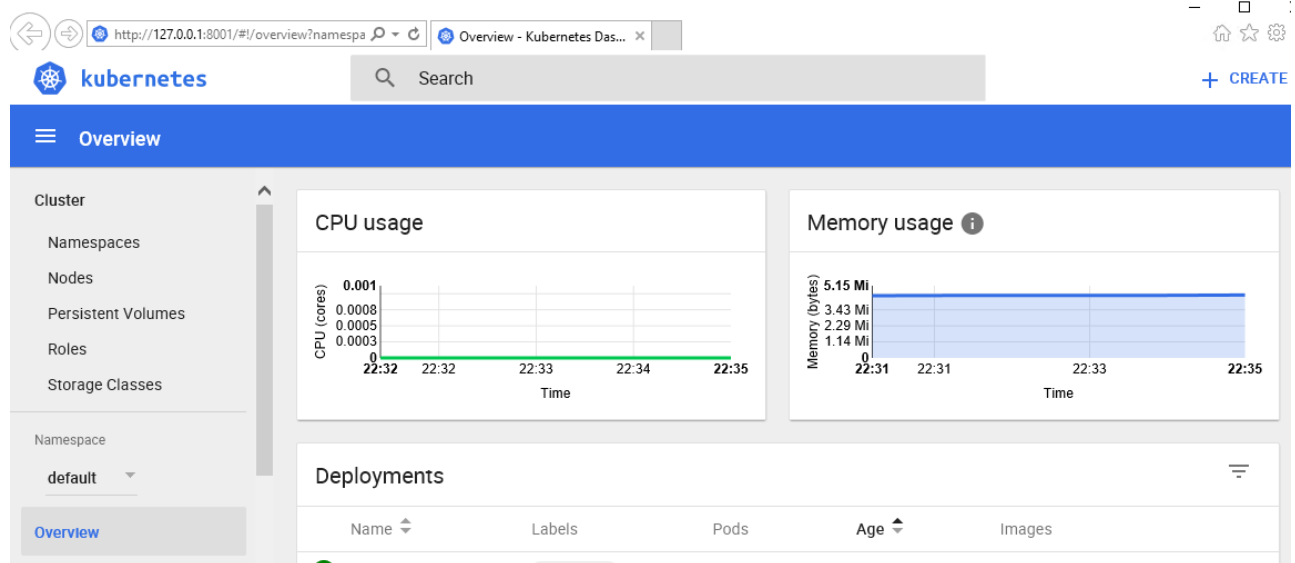 http://127.0.0.1:8001/#!/overview?namespa
Overview - Kubernetes Das...
kubernetes
Search
+ CREATE
Overview
Cluster
Namespaces
Nodes
Persistent Volumes
Roles
Storage Classes
Namespace
default
Overview
CPU usage
CPU (cores)
0.001
0.0008
0.0005
0.0003
0
22:32 22:32 22:33 22:34 22:35
Time
Memory usage i
Memory (bytes)
5.15 Mi
3.43 Mi
2.29 Mi
1.14 Mi
0
22:31 22:31 22:33 22:35
Time
Deployments
Name Labels Pods Age Images